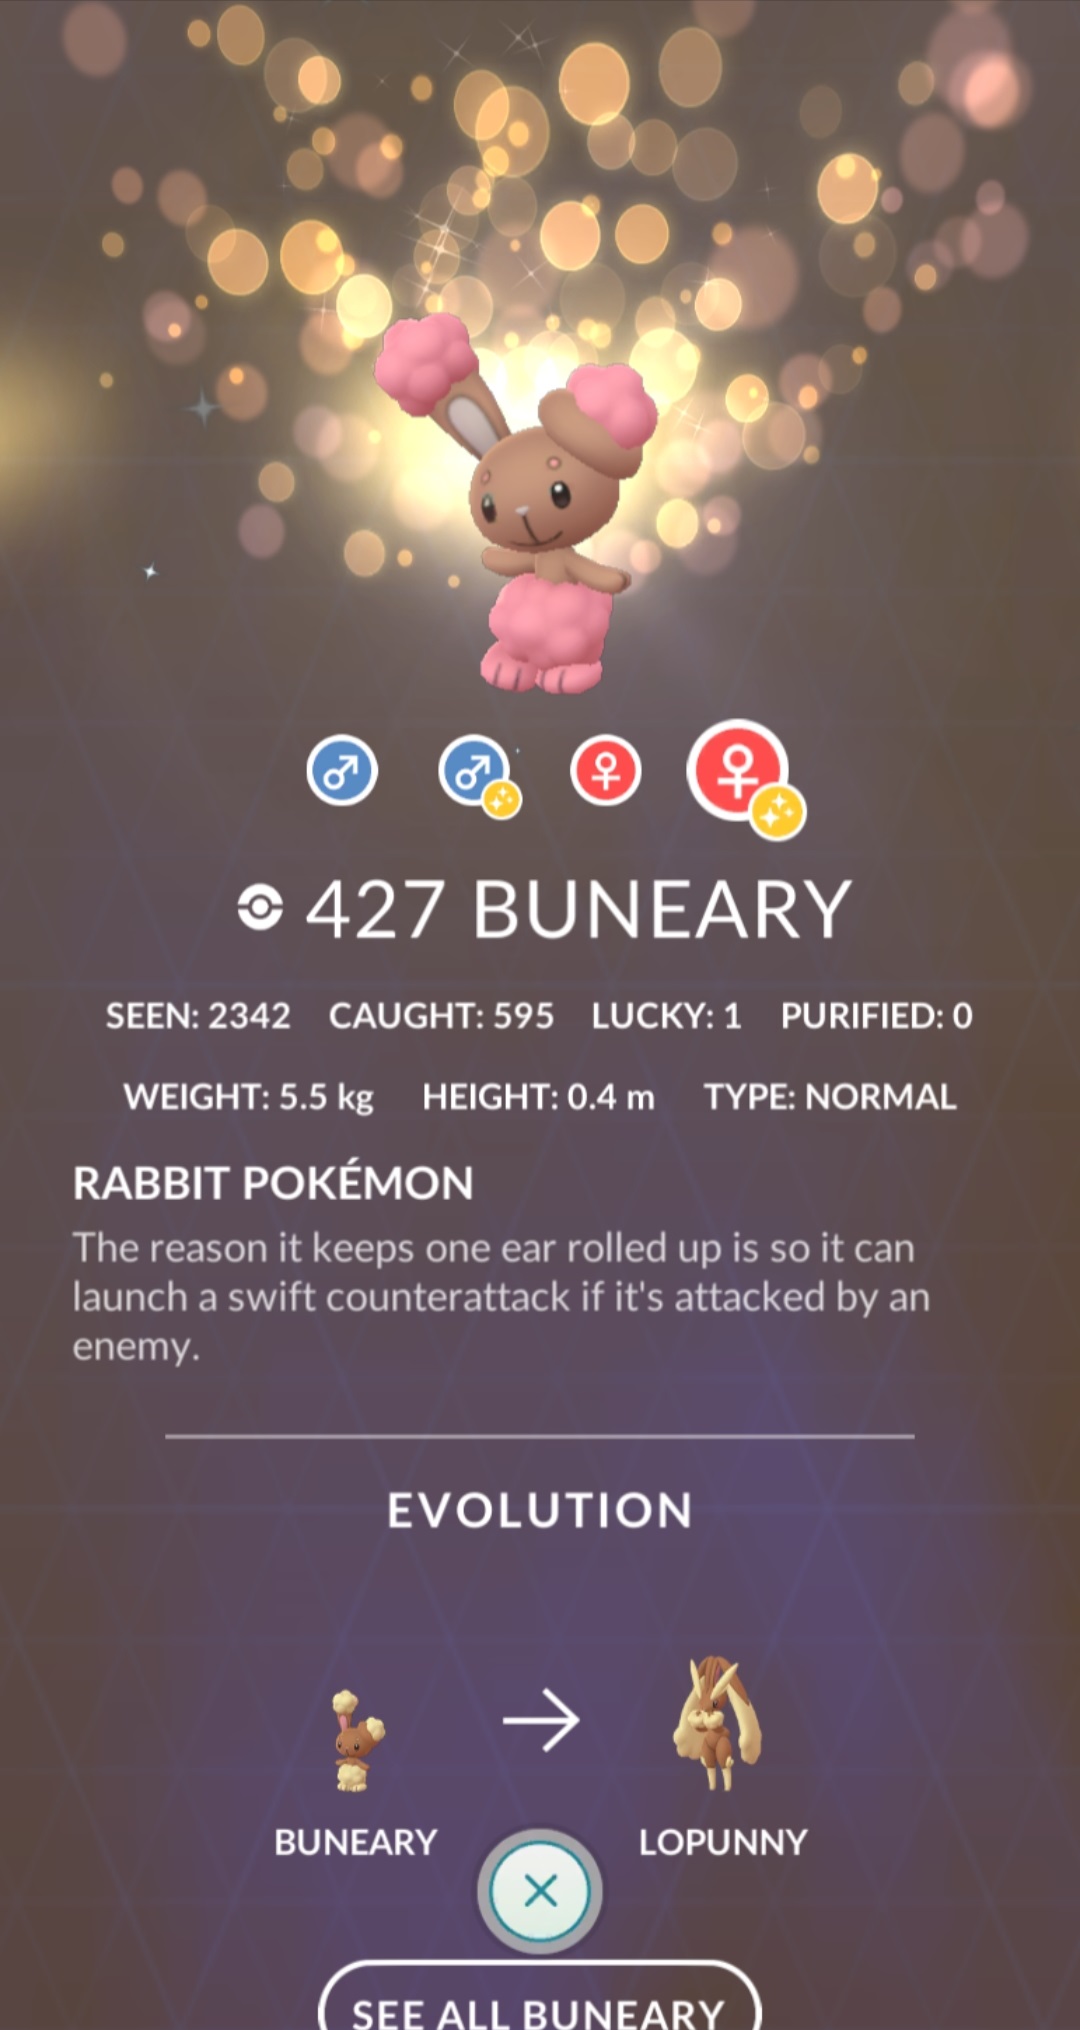 427 BUNEARY
SEEN: 2342 CAUGHT: 595 LUCKY: 1 PURIFIED: 0
WEIGHT: 5.5 kg HEIGHT: 0.4 m TYPE: NORMAL
RABBIT POKÉMON
The reason it keeps one ear rolled up is so it can
launch a swift counterattack if it's attacked by an
enemy.
EVOLUTION
BUNEARY LOPUNNY
SEE ALL BUNEARY